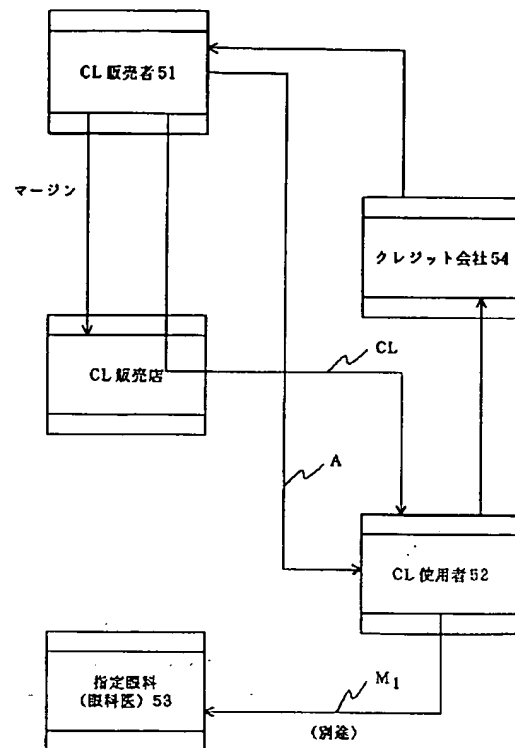 CL 販売者 51
マージン
クレジット会社 54
CL 販売店
CL
A
CL 使用者 52
指定眼科
(眼科医) 53
M1
(別途)